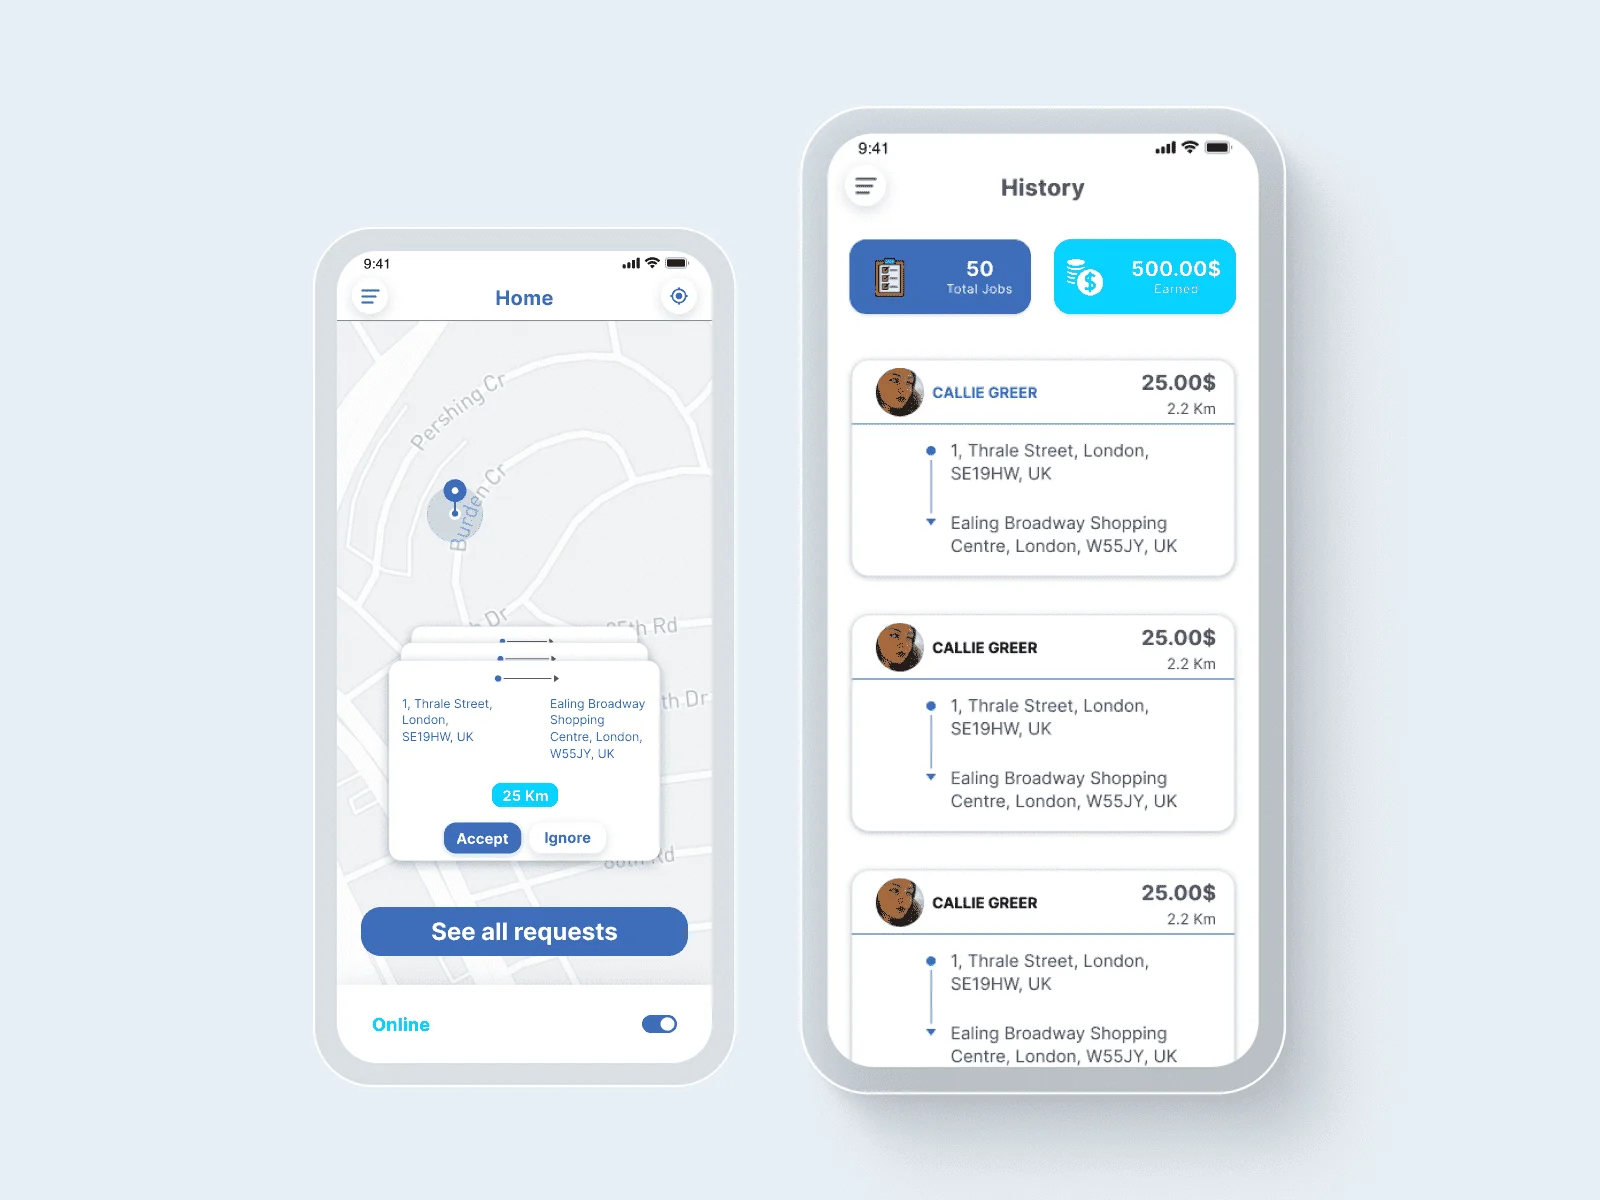 9:41
Home
Pershing Cr
Burden Cr
Dr
85th Rd
th Dr
1, Thrale Street,
London,
SE19HW, UK
Ealing Broadway
Shopping
Centre, London,
W55JY, UK
25 Km
Accept
Ignore
Rd
See all requests
Online
9:41
History
50
Total Jobs
500.00$
Earned
CALLIE GREER
25.00$
2.2 Km
1, Thrale Street, London,
SE19HW, UK
Ealing Broadway Shopping
Centre, London, W55JY, UK
CALLIE GREER
25.00$
2.2 Km
1, Thrale Street, London,
SE19HW, UK
Ealing Broadway Shopping
Centre, London, W55JY, UK
CALLIE GREER
25.00$
2.2 Km
1, Thrale Street, London,
SE19HW, UK
Ealing Broadway Shopping
Centre, London, W55JY, UK